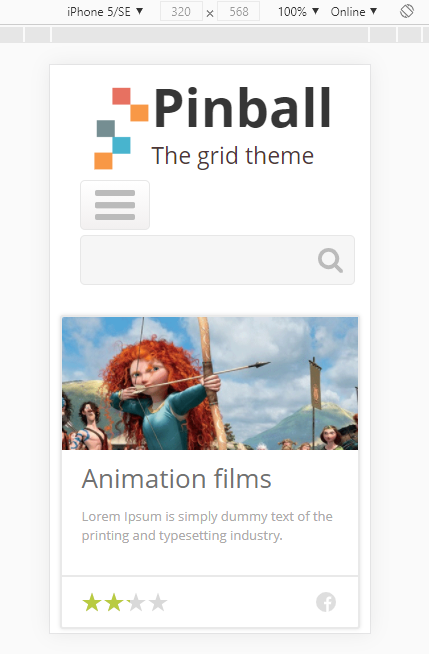 iPhone 5/SE ▼ 320 × 568 100% ▼ Online ▼
Pinball
The grid theme
Animation films
Lorem Ipsum is simply dummy text of the
printing and typesetting industry.